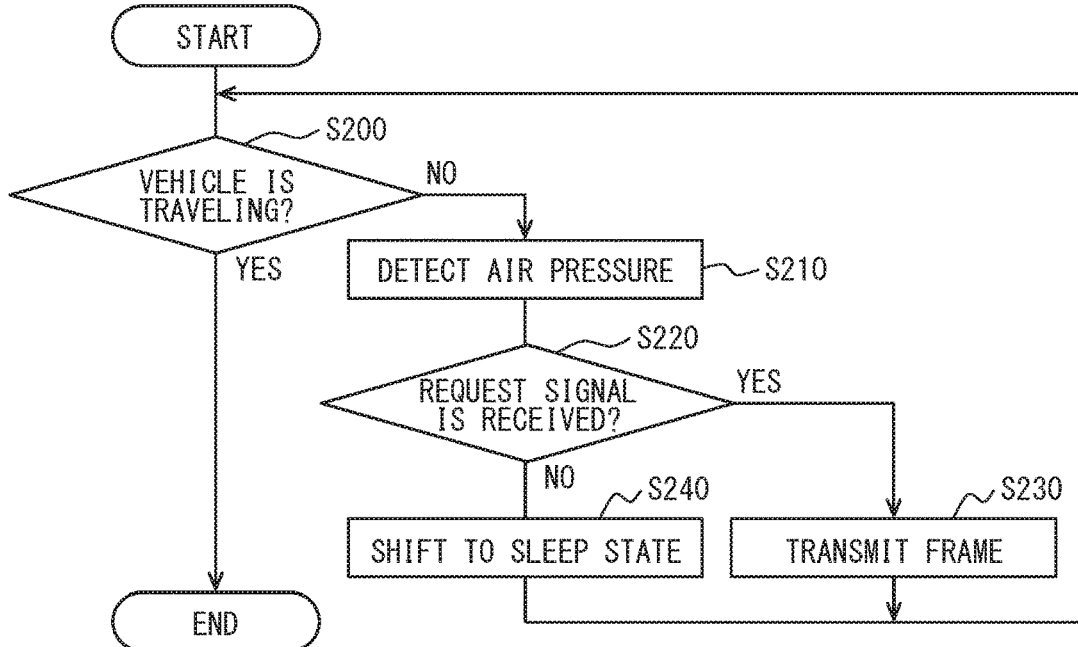 START
S200
VEHICLE IS
TRAVELING?
NO
YES
DETECT AIR PRESSURE
S210
S220
REQUEST SIGNAL
IS RECEIVED?
YES
NO
S240
S230
SHIFT TO SLEEP STATE
TRANSMIT FRAME
END